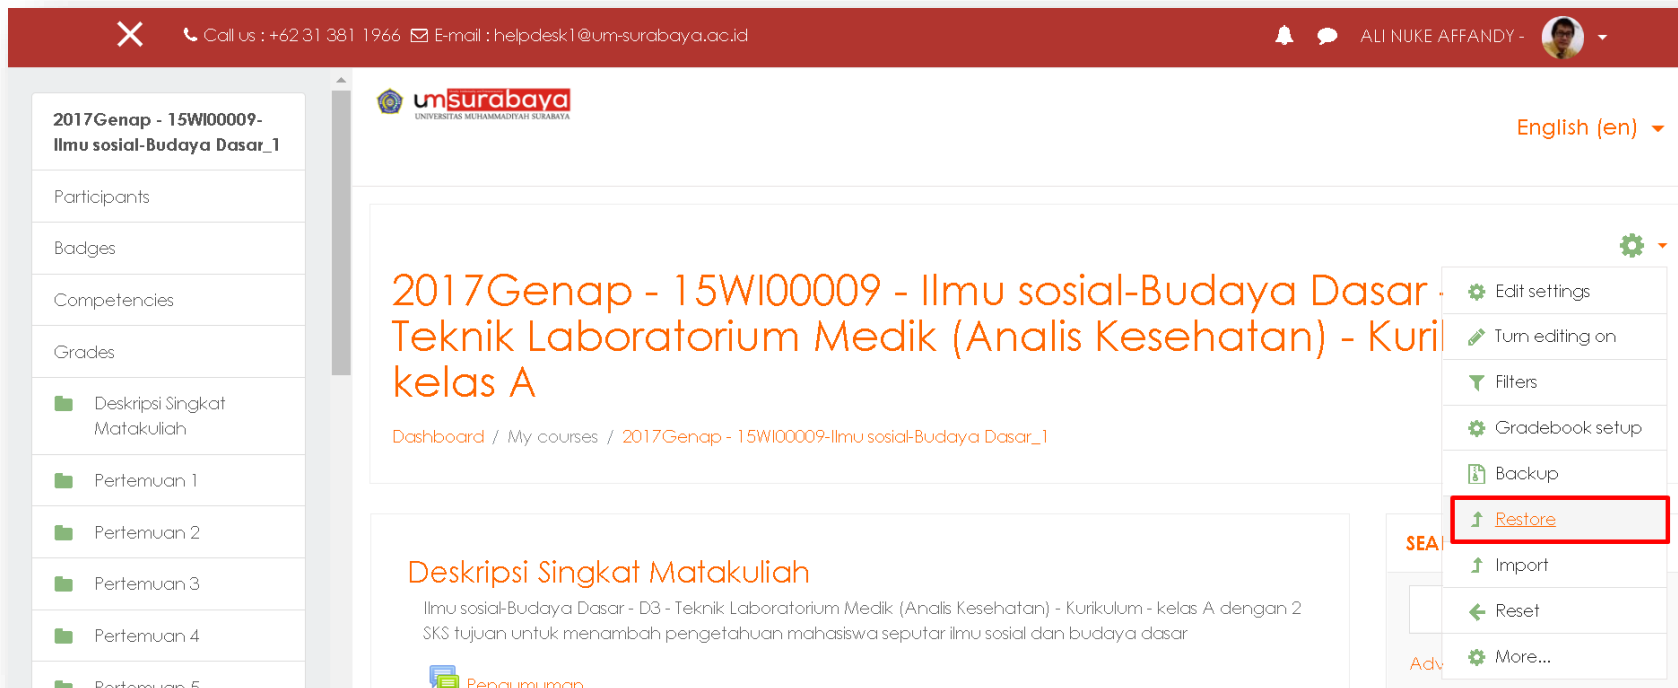 Call us : +62 31 381 1966 E-mail : helpdesk1@um-surabaya.ac.id
ALI NUKE AFFANDY -
2017Genap - 15WI00009-
Ilmu sosial-Budaya Dasar_1
Participants
Badges
Competencies
Grades
Deskripsi Singkat
Matakuliah
Pertemuan 1
Pertemuan 2
Pertemuan 3
Pertemuan 4
Pertemuan 5
umsurabaya
UNIVERSITAS MUHAMMADIYAH SURABAYA
English (en)
2017Genap - 15WI00009 - Ilmu sosial-Budaya Dasar -
Teknik Laboratorium Medik (Analis Kesehatan) - Kuri
kelas A
Dashboard / My courses / 2017Genap - 15WI00009-Ilmu sosial-Budaya Dasar_1
Edit settings
Turn editing on
Filters
Gradebook setup
Backup
Restore
Import
Reset
More...
Deskripsi Singkat Matakuliah
Ilmu sosial-Budaya Dasar - D3 - Teknik Laboratorium Medik (Analis Kesehatan) - Kurikulum - kelas A dengan 2
SKS tujuan untuk menambah pengetahuan mahasiswa seputar ilmu sosial dan budaya dasar
Pengumuman
SEA
Adv